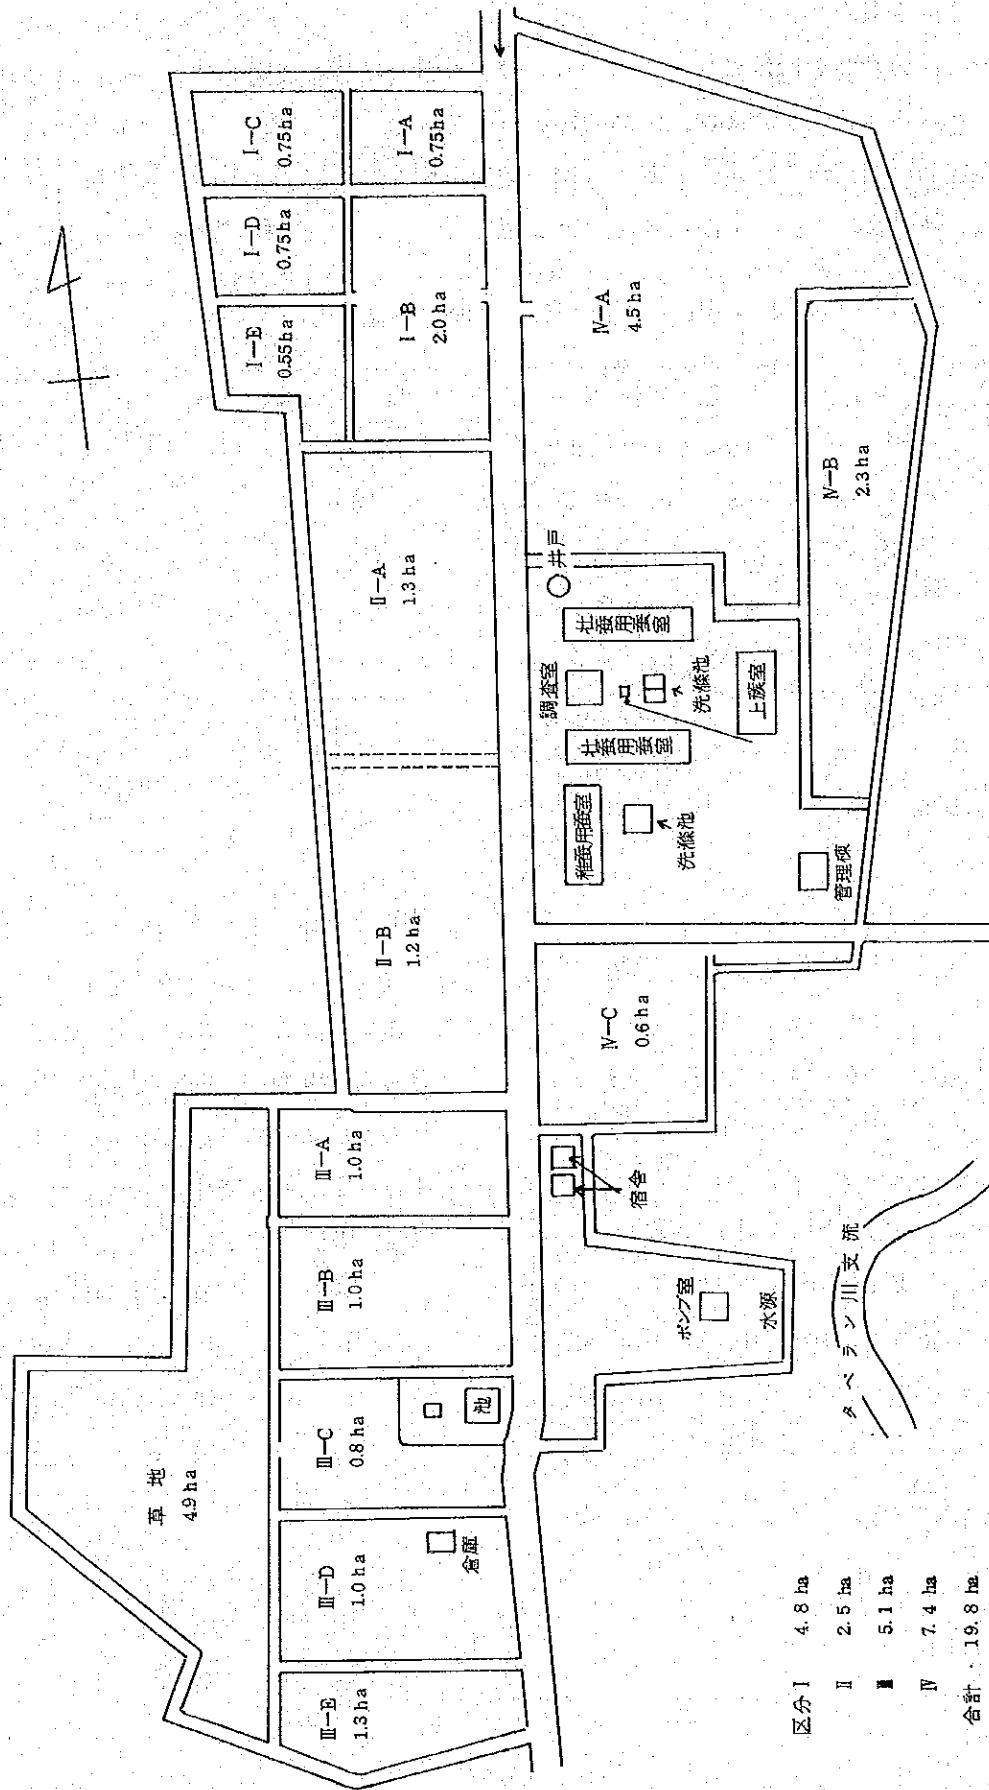 I—C
0.75ha
I—A
0.75ha
I—D
0.75ha
I—E
0.55ha
I—B
2.0ha
II—A
1.3ha
II—B
1.2ha
II—A
1.0ha
III—B
1.0ha
III—C
0.8ha
池
III—D
1.0ha
倉庫
III—E
1.3ha
草地
4.9ha
IV—A
4.5ha
IV—B
2.3ha
井戸
壮蚕用蚕室
調査室
洗滌池
上蔟室
壮蚕用蚕室
稚蚕用蚕室
洗滌池
管理棟
IV—C
0.6ha
宿舎
ポンプ室
水源
タベラン川支流
区分 I 4.8ha
II 2.5ha
5.1ha
IV 7.4ha
合計 19.8ha